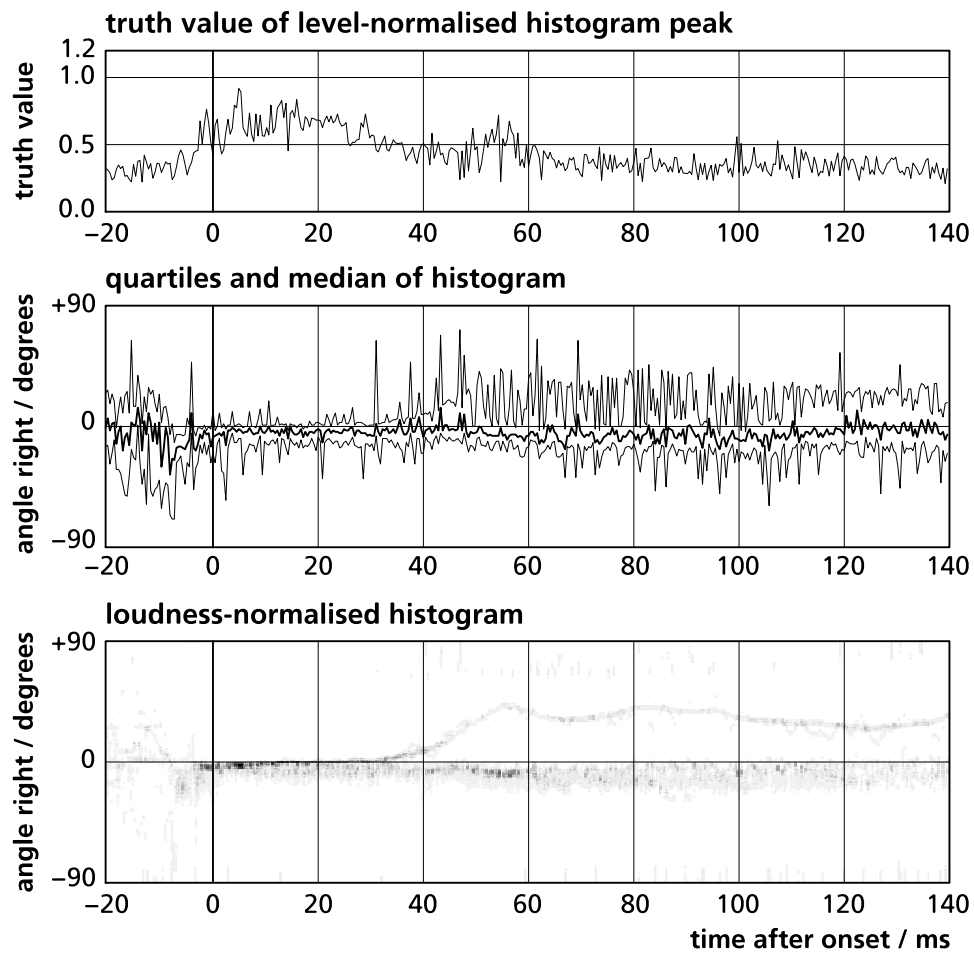 truth value of level-normalised histogram peak
truth value
1.2
1.0
0.5
0.0
−20 0 20 40 60 80 100 120 140
quartiles and median of histogram
angle right / degrees
+90
0
−90
−20 0 20 40 60 80 100 120 140
loudness-normalised histogram
angle right / degrees
+90
0
−90
−20 0 20 40 60 80 100 120 140
time after onset / ms